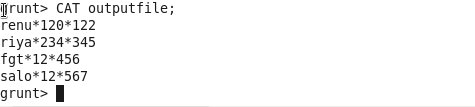 grunt> CAT outputfile;
renu*120*122
riya*234*345
fgt*12*456
salo*12*567
grunt>